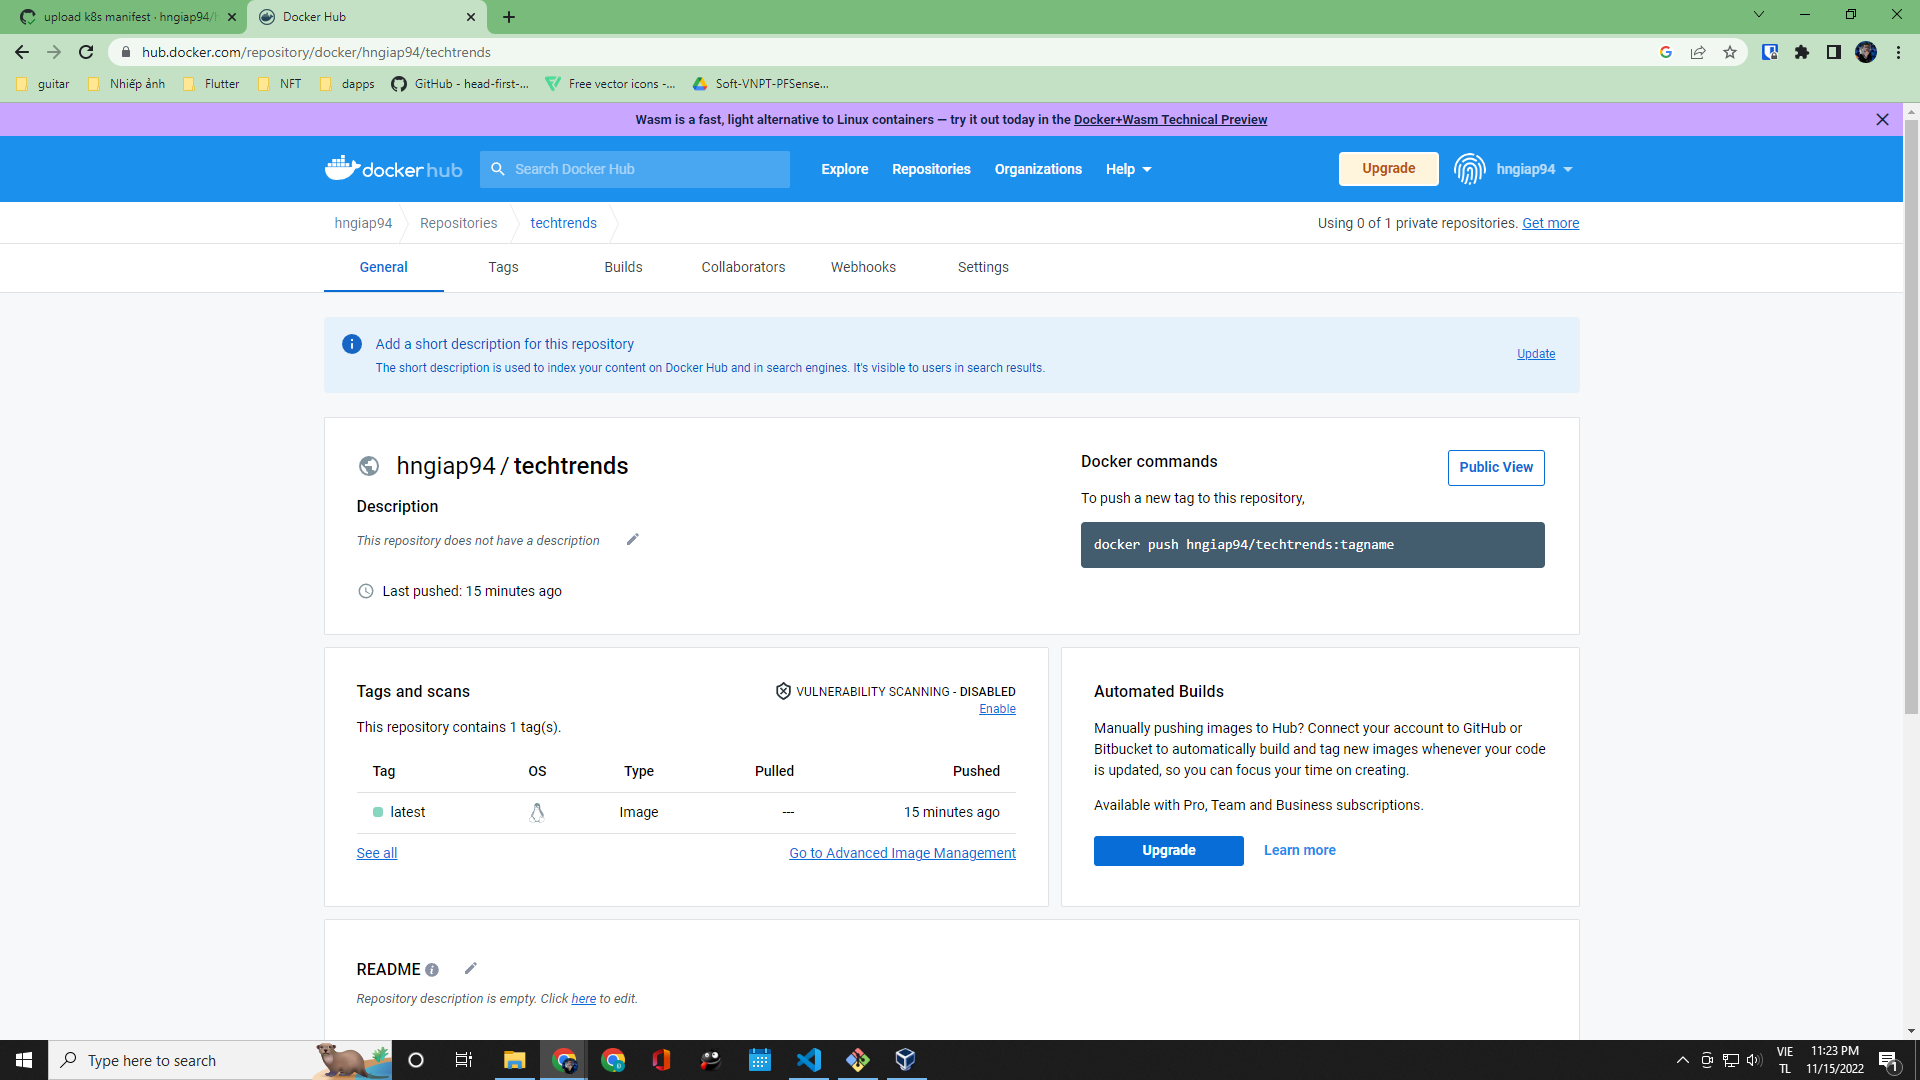 upload k8s manifest · hngiap94/h
Docker Hub
hub.docker.com/repository/docker/hngiap94/techtrends
guitar
Nhiếp ảnh
Flutter
NFT
dapps
GitHub - head-first-...
Free vector icons -...
Soft-VNPT-PFSense...
Wasm is a fast, light alternative to Linux containers — try it out today in the Docker+Wasm Technical Preview
docker hub
Search Docker Hub
Explore
Repositories
Organizations
Help
Upgrade
hngiap94
hngiap94
Repositories
techtrends
Using 0 of 1 private repositories. Get more
General
Tags
Builds
Collaborators
Webhooks
Settings
Add a short description for this repository
The short description is used to index your content on Docker Hub and in search engines. It's visible to users in search results.
Update
hngiap94 / techtrends
Description
This repository does not have a description
Last pushed: 15 minutes ago
Docker commands
Public View
To push a new tag to this repository,
docker push hngiap94/techtrends:tagname
Tags and scans
VULNERABILITY SCANNING - DISABLED
Enable
This repository contains 1 tag(s).
Tag OS Type Pulled Pushed
latest Image --- 15 minutes ago
See all
Go to Advanced Image Management
Automated Builds
Manually pushing images to Hub? Connect your account to GitHub or
Bitbucket to automatically build and tag new images whenever your code
is updated, so you can focus your time on creating.
Available with Pro, Team and Business subscriptions.
Upgrade
Learn more
README
Repository description is empty. Click here to edit.
Type here to search
VIE
TL
11:23 PM
11/15/2022
1